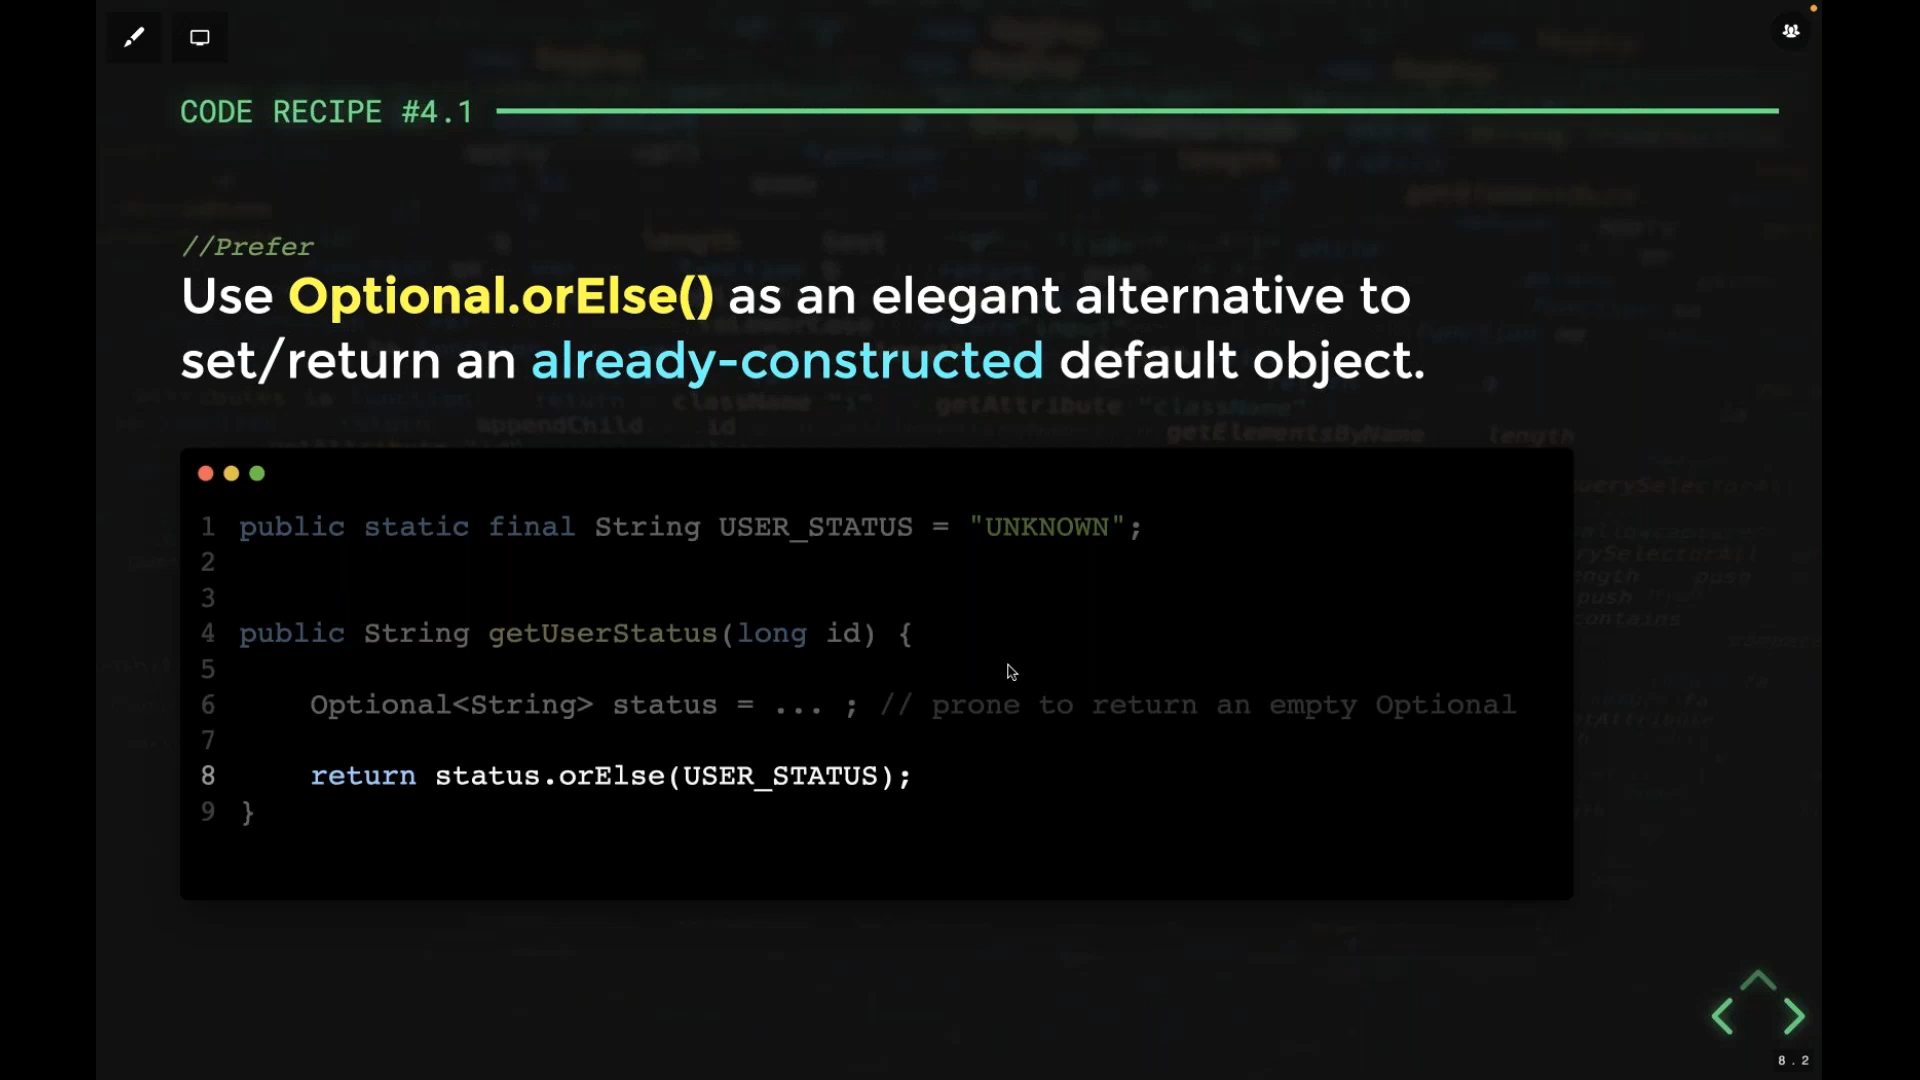 CODE RECIPE #4.1
//Prefer
Use Optional.orElse() as an elegant alternative to
set/return an already-constructed default object.
1 public static final String USER_STATUS = "UNKNOWN";
2
3
4 public String getUserStatus(long id) {
5
6 Optional<String> status = ... ; // prone to return an empty Optional
7
8 return status.orElse(USER_STATUS);
9 }
8.2